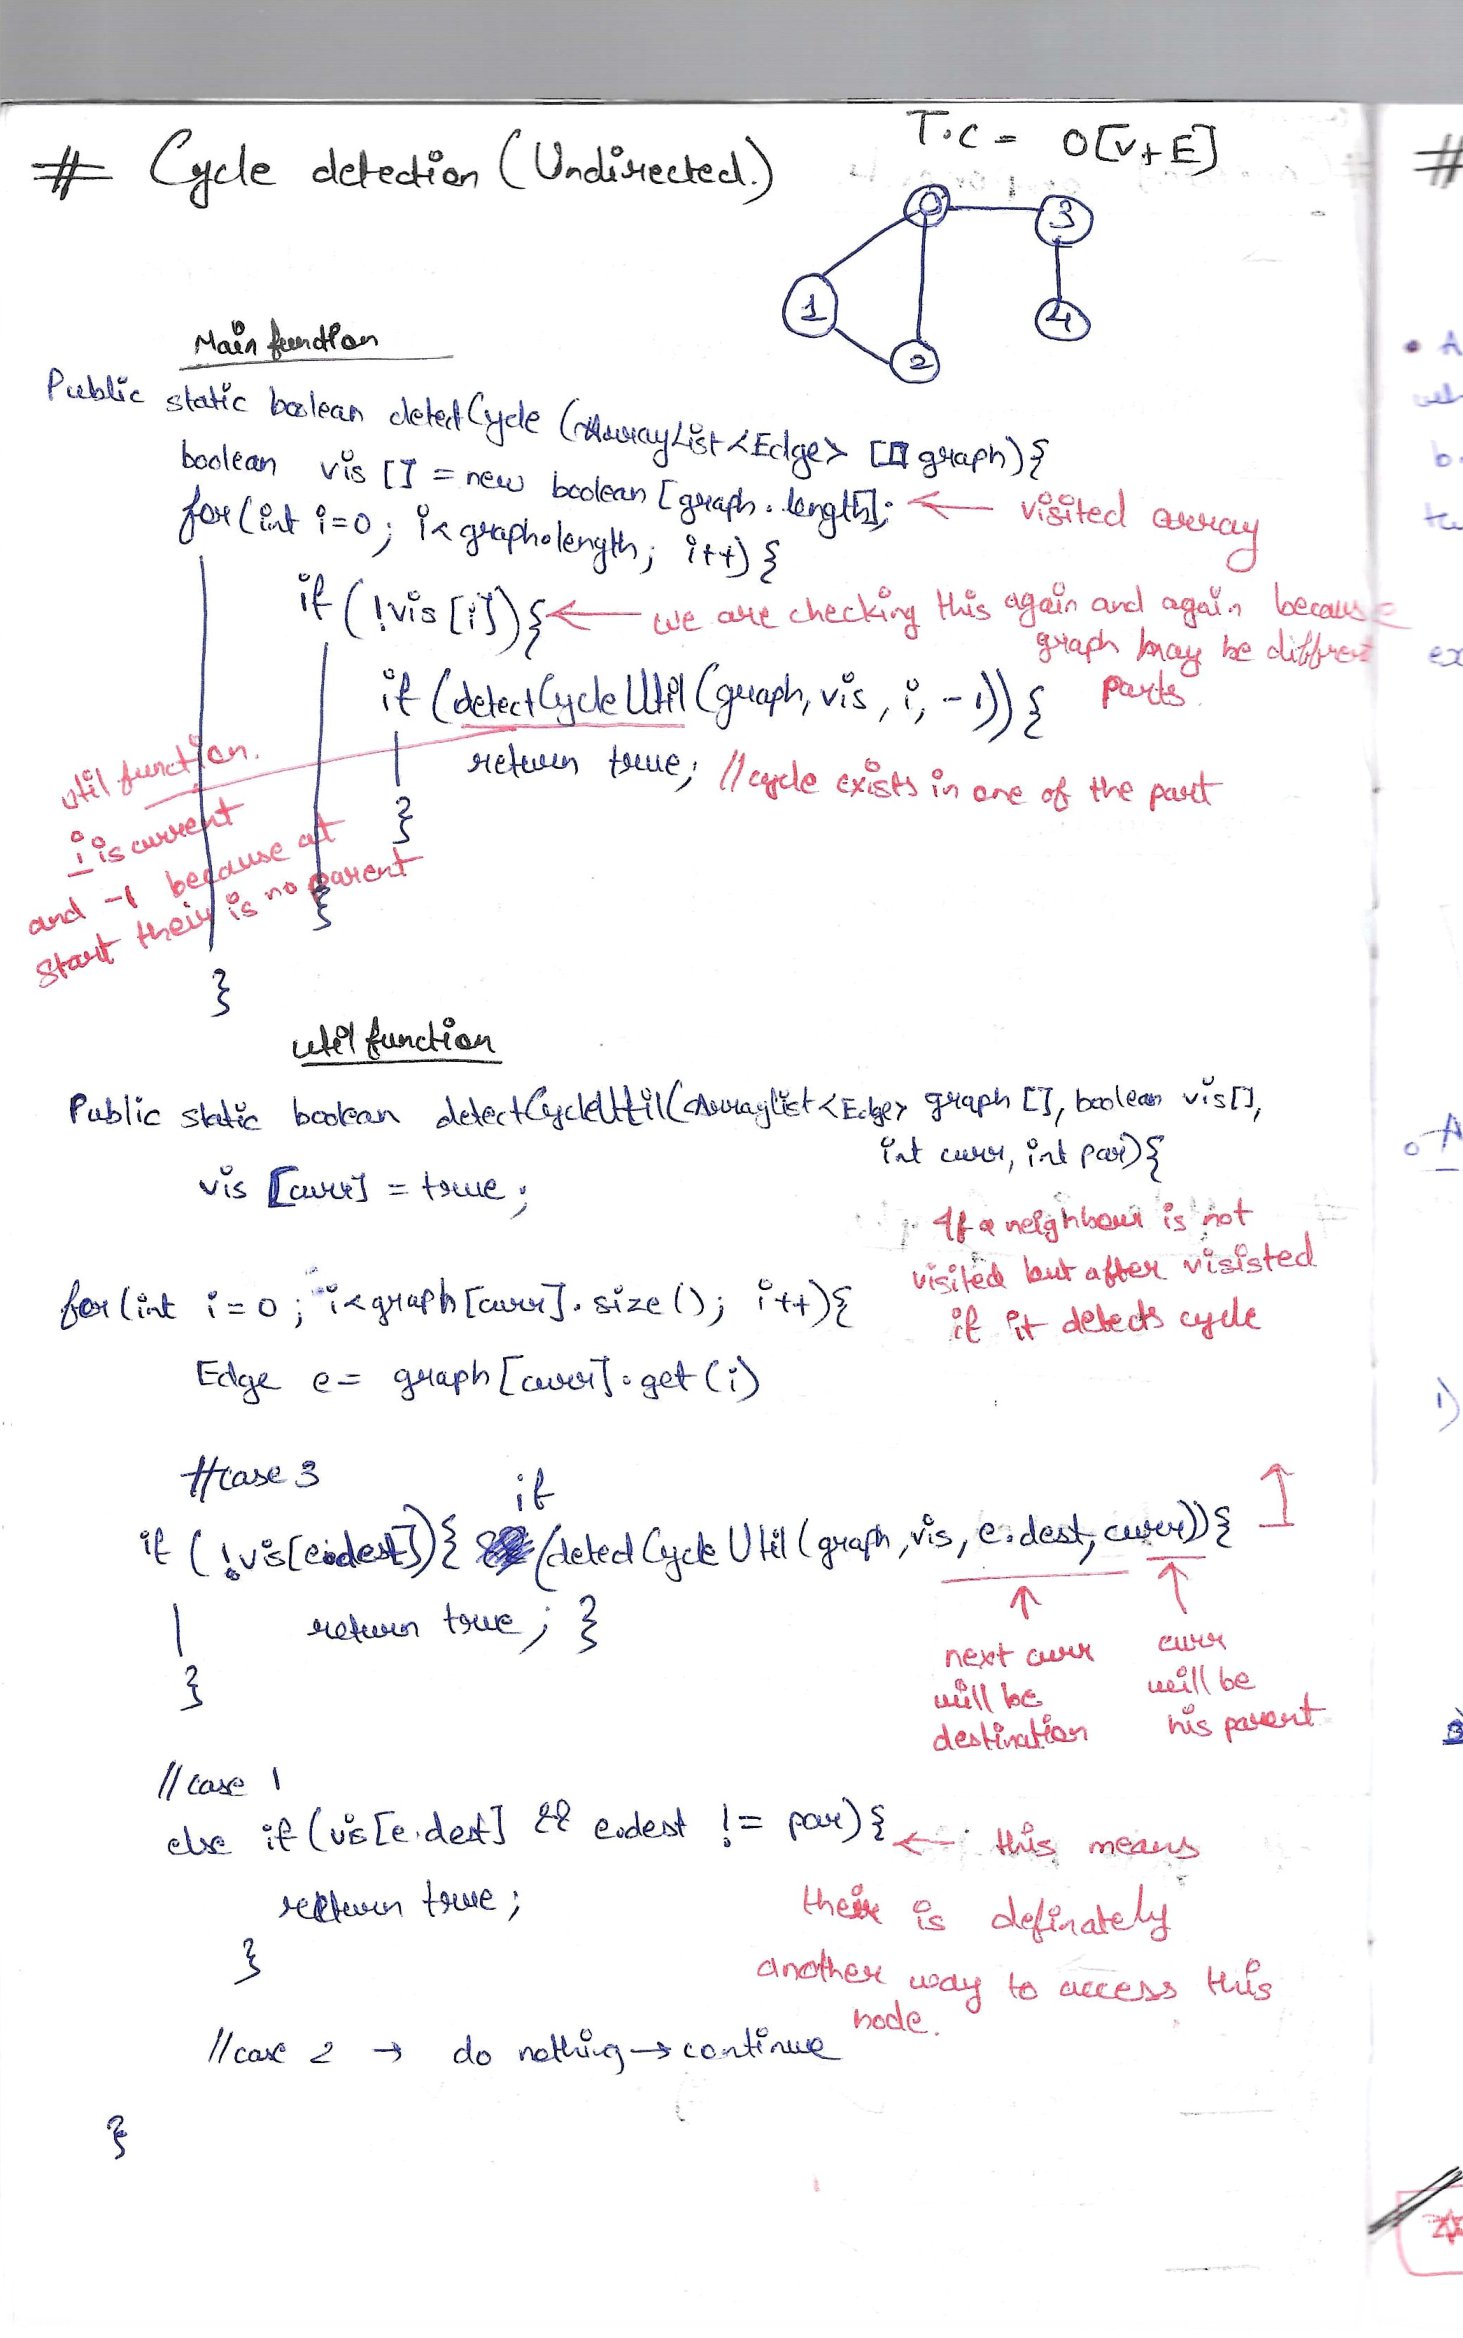 # Cycle detection (Undirected.)
T.C = O[V+E]
0
3
1
4
2
Main function
Public static boolean detectCycle (ArrayList<Edge> [] graph){
boolean vis [] = new boolean [graph.length];
← visited array
for(int i=0; i<graph.length; i++){
if (!vis[i]){
← we are checking this again and again because
graph may be diffrent
parts.
if (detectCycleUtil(graph, vis, i, -1)){
return true; //cycle exists in one of the part
}
util function.
i is current
and -1 because at
start their is no parent
}
}
util function
Public static boolean detectCycleUtil(ArrayList<Edge> graph [], boolean vis[],
int curr, int par){
vis [curr] = true;
If a neighbour is not
visited but after visisted
if it detects cycle
for(int i=0; i<graph[curr].size(); i++){
Edge e= graph[curr].get(i)
#case 3
if
if (!vis[e.dest]){ (detectCycleUtil(graph, vis, e.dest, curr)){
return true; }
}
next curr
will be
destination
curr
will be
his parent
//case 1
else if (vis[e.dest] && e.dest != par){
← this means
their is definately
another way to access this
node.
return true;
}
//case 2 → do nothing → continue
}